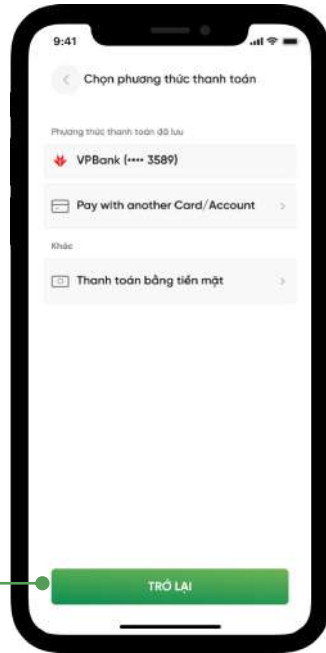 9:41
Chọn phương thức thanh toán
Phương thức thanh toán đã lưu
VPBank (•••• 3589)
Pay with another Card/Account
Khác
Thanh toán bằng tiền mặt
TRỞ LẠI